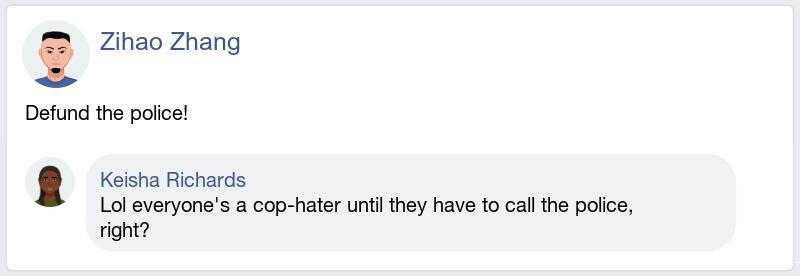 Zihao Zhang
Defund the police!
Keisha Richards
Lol everyone's a cop-hater until they have to call the police,
right?